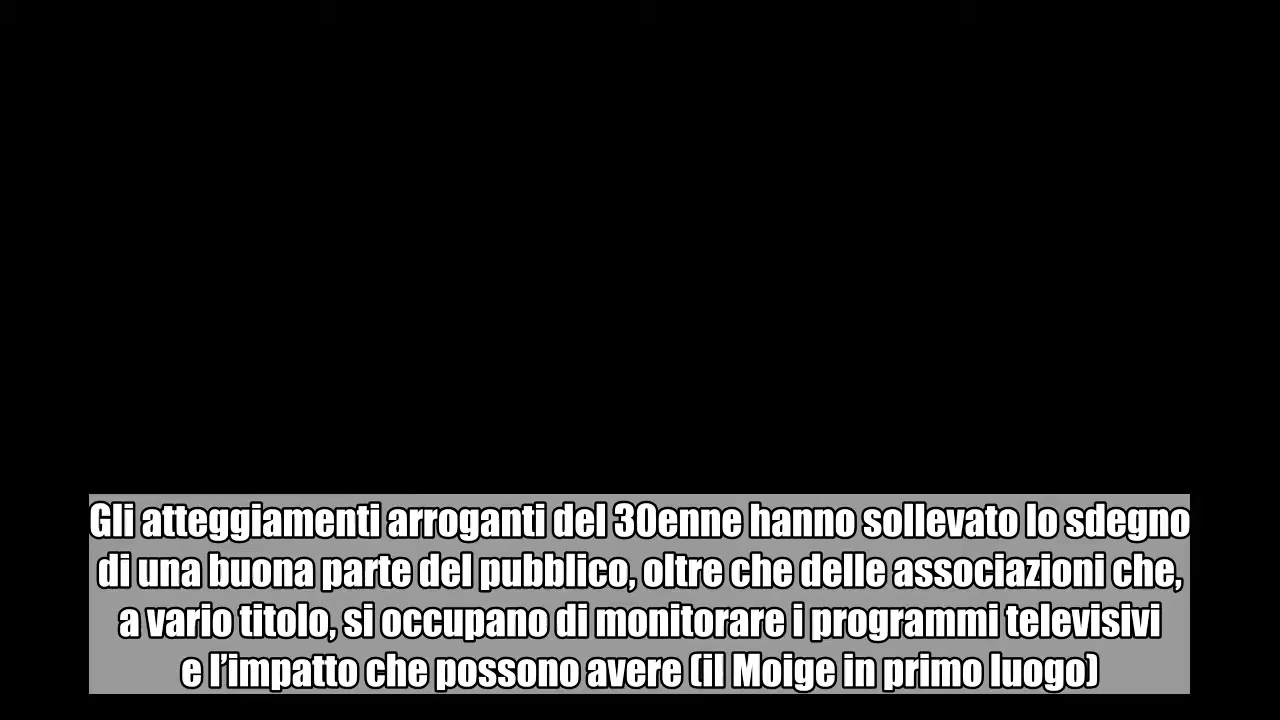 Gli atteggiamenti arroganti del 30enne hanno sollevato lo sdegno
di una buona parte del pubblico, oltre che delle associazioni che,
a vario titolo, si occupano di monitorare i programmi televisivi
e l’impatto che possono avere (il Moige in primo luogo)